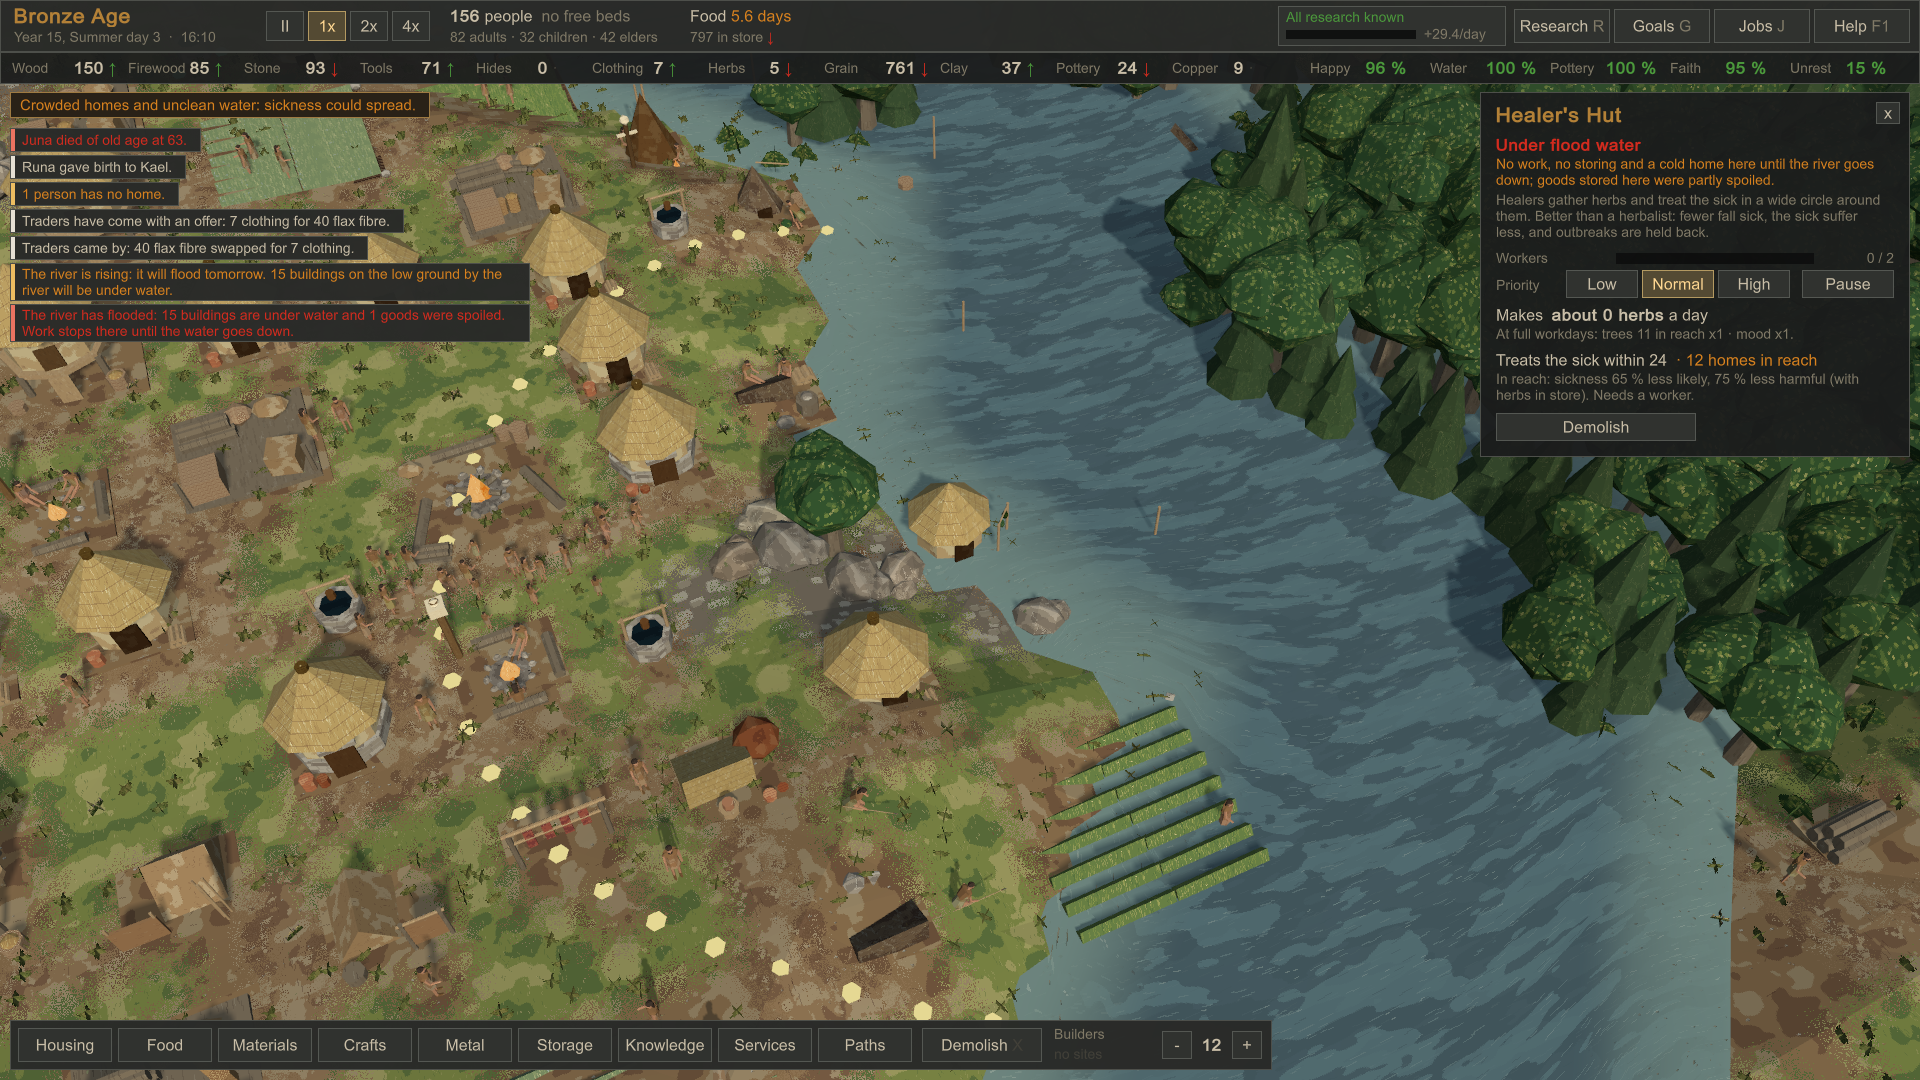 Bronze Age
Year 15, Summer day 3 · 16:10
II 1x 2x 4x
156 people no free beds
82 adults · 32 children · 42 elders
Food 5.6 days
797 in store ↓
All research known
+29.4/day
Research R
Goals G
Jobs J
Help F1
Wood 150 ↑ Firewood 85 ↑ Stone 93 ↓ Tools 71 ↑ Hides 0 Clothing 7 ↑ Herbs 5 ↓ Grain 761 ↓ Clay 37 ↑ Pottery 24 ↓ Copper 9 Happy 96 % Water 100 % Pottery 100 % Faith 95 % Unrest 15 %
Crowded homes and unclean water: sickness could spread.
Juna died of old age at 63.
Runa gave birth to Kael.
1 person has no home.
Traders have come with an offer: 7 clothing for 40 flax fibre.
Traders came by: 40 flax fibre swapped for 7 clothing.
The river is rising: it will flood tomorrow. 15 buildings on the low ground by the
river will be under water.
The river has flooded: 15 buildings are under water and 1 goods were spoiled.
Work stops there until the water goes down.
Healer's Hut x
Under flood water
No work, no storing and a cold home here until the river goes
down; goods stored here were partly spoiled.
Healers gather herbs and treat the sick in a wide circle around
them. Better than a herbalist: fewer fall sick, the sick suffer
less, and outbreaks are held back.
Workers 0 / 2
Priority Low Normal High Pause
Makes about 0 herbs a day
At full workdays: trees 11 in reach x1 · mood x1.
Treats the sick within 24 · 12 homes in reach
In reach: sickness 65 % less likely, 75 % less harmful (with
herbs in store). Needs a worker.
Demolish
Housing Food Materials Crafts Metal Storage Knowledge Services Paths Demolish X
Builders
no sites
- 12 +